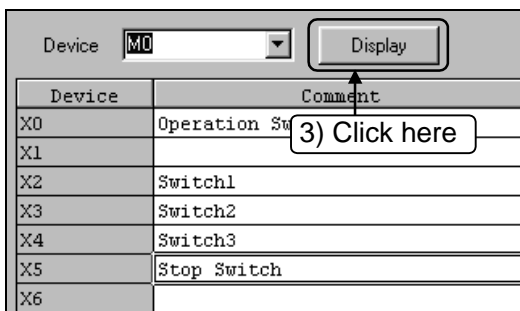 Device M0 Display
Device Comment
X0 Operation Sw
3) Click here
X1
X2 Switch1
X3 Switch2
X4 Switch3
X5 Stop Switch
X6